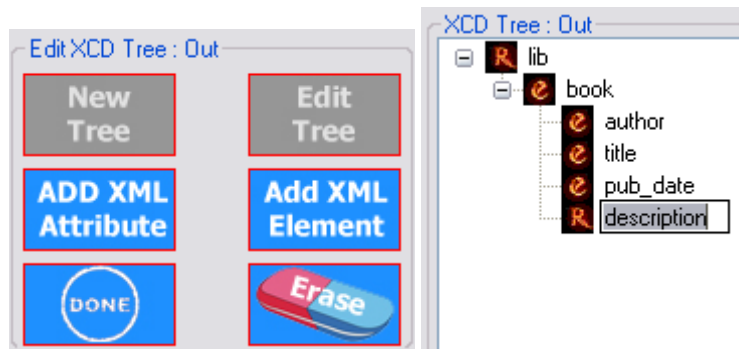 Edit XCD Tree : Out
New
Tree
Edit
Tree
ADD XML
Attribute
Add XML
Element
DONE
Erase
XCD Tree : Out
R lib
e book
e author
e title
e pub_date
R description